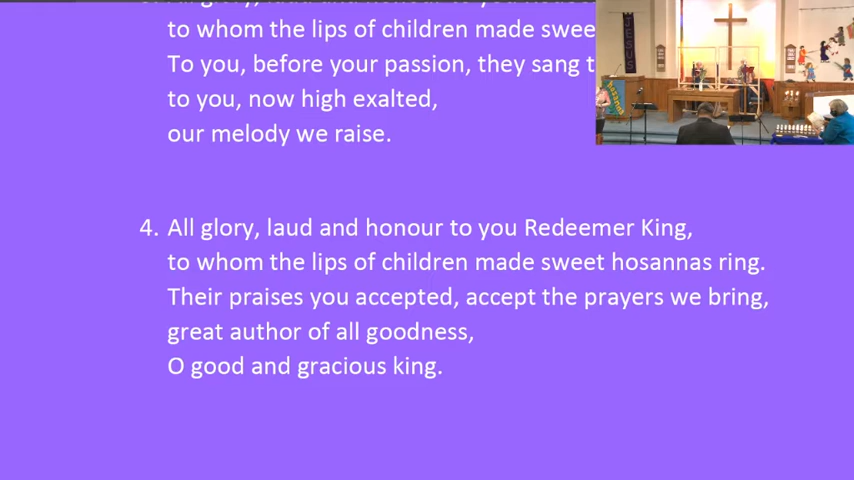 to whom the lips of children made swee
To you, before your passion, they sang t
to you, now high exalted,
our melody we raise.
4. All glory, laud and honour to you Redeemer King,
to whom the lips of children made sweet hosannas ring.
Their praises you accepted, accept the prayers we bring,
great author of all goodness,
O good and gracious king.
JESUS